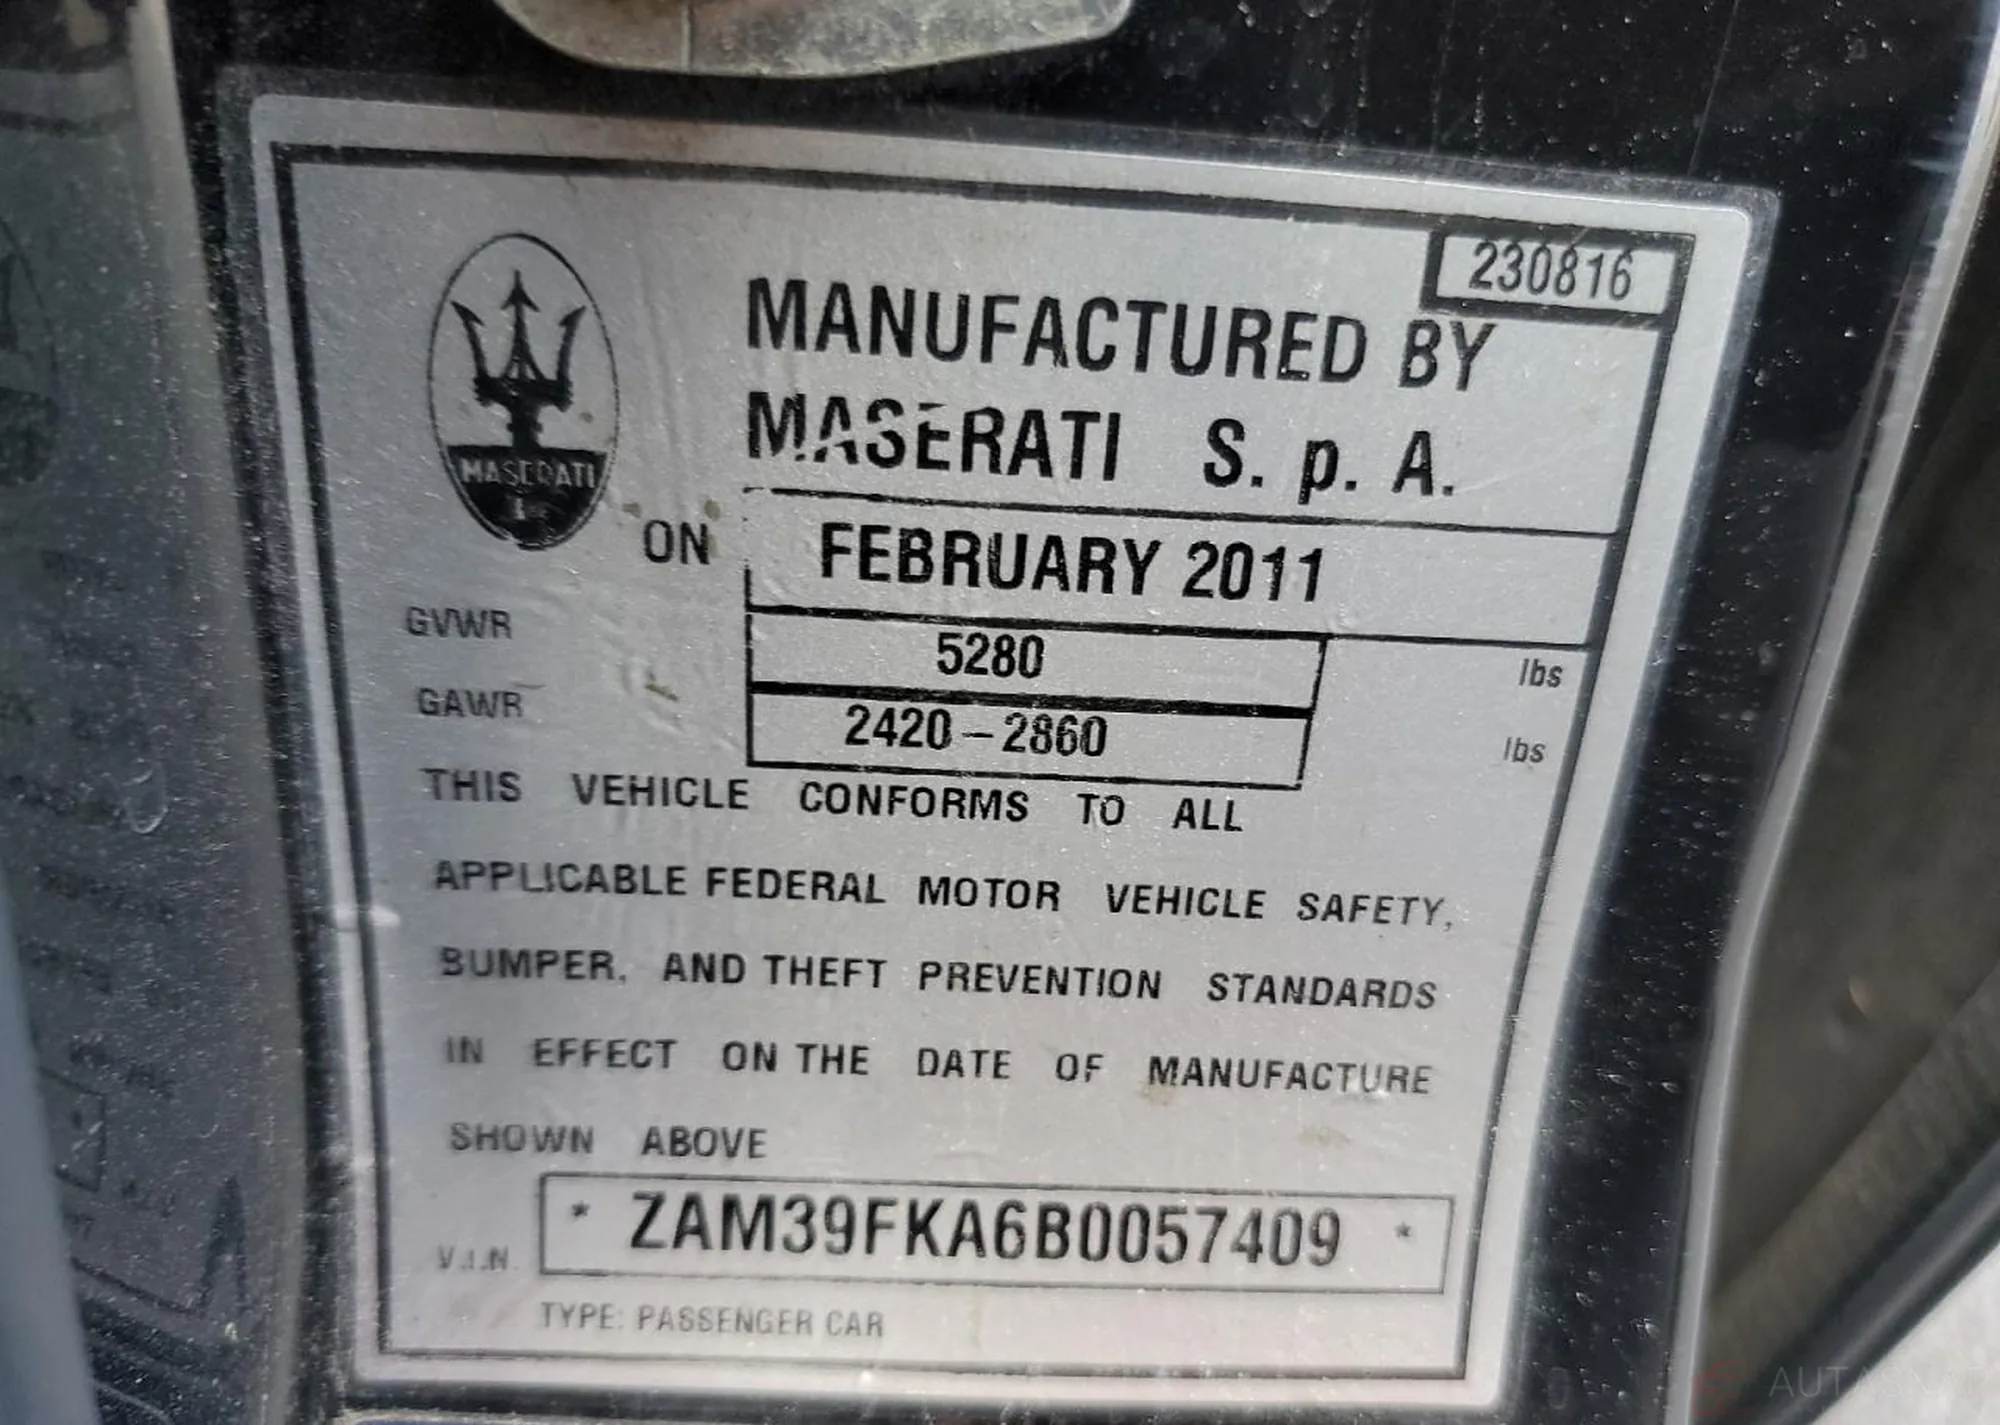 230816
MANUFACTURED BY
MASERATI S. p. A.
MASERATI
ON FEBRUARY 2011
GVWR 5280 lbs
GAWR 2420-2860 lbs
THIS VEHICLE CONFORMS TO ALL
APPLICABLE FEDERAL MOTOR VEHICLE SAFETY,
BUMPER, AND THEFT PREVENTION STANDARDS
IN EFFECT ON THE DATE OF MANUFACTURE
SHOWN ABOVE
V.I.N. * ZAM39FKA6B0057409 *
TYPE: PASSENGER CAR